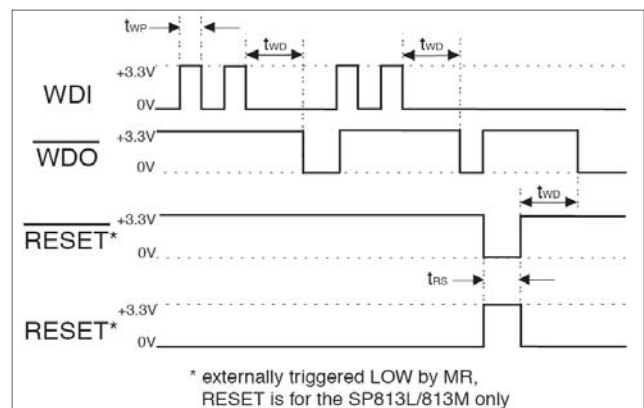 tWP
tWD
tWD
+3.3V
WDI
0V
+3.3V
WDO
0V
tWD
+3.3V
RESET*
0V
tRS
+3.3V
RESET*
0V
* externally triggered LOW by MR,
RESET is for the SP813L/813M only